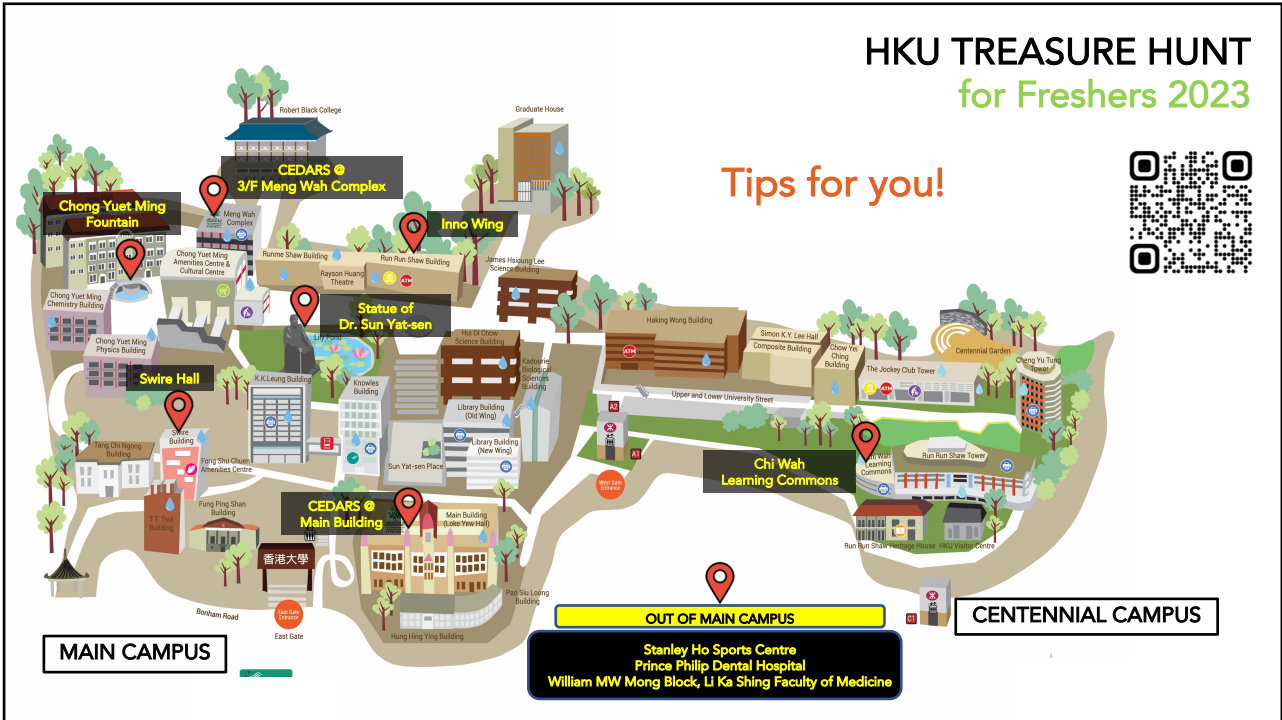 HKU TREASURE HUNT
for Freshers 2023
Tips for you!
Robert Black College
Graduate House
CEDARS @
3/F Meng Wah Complex
Chong Yuet Ming
Fountain
Meng Wah
Complex
Inno Wing
Chong Yuet Ming
Amenities Centre &
Cultural Centre
Runme Shaw Building
Run Run Shaw Building
Rayson Huang
Theatre
ATM
James Hsioung Lee
Science Building
Chong Yuet Ming
Chemistry Building
Statue of
Dr. Sun Yat-sen
Lily Pond
Chong Yuet Ming
Physics Building
Hui Oi Chow
Science Building
Haking Wong Building
ATM
Simon K.Y. Lee Hall
Composite Building
Chow Yei
Ching
Building
Centennial Garden
The Jockey Club Tower
ATM
Cheng Yu Tung
Tower
Swire Hall
K.K.Leung Building
Knowles
Building
Kadoorie
Biological
Sciences
Building
Upper and Lower University Street
A2
A1
Library Building
(Old Wing)
Library Building
(New Wing)
Swire
Building
Tang Chi Ngong
Building
Fong Shu Chuen
Amenities Centre
Sun Yat-sen Place
West Gate
Entrance
Chi Wah
Learning Commons
Chi Wah
Learning
Commons
Run Run Shaw Tower
T.T. Tsui
Building
Fung Ping Shan
Building
CEDARS @
Main Building
Main Building
(Loke Yew Hall)
香港大學
Run Run Shaw Heritage House
HKU Visitor Centre
Pao Siu Loong
Building
Bonham Road
East Gate
Entrance
East Gate
Hung Hing Ying Building
C1
MAIN CAMPUS
OUT OF MAIN CAMPUS
Stanley Ho Sports Centre
Prince Philip Dental Hospital
William MW Mong Block, Li Ka Shing Faculty of Medicine
CENTENNIAL CAMPUS